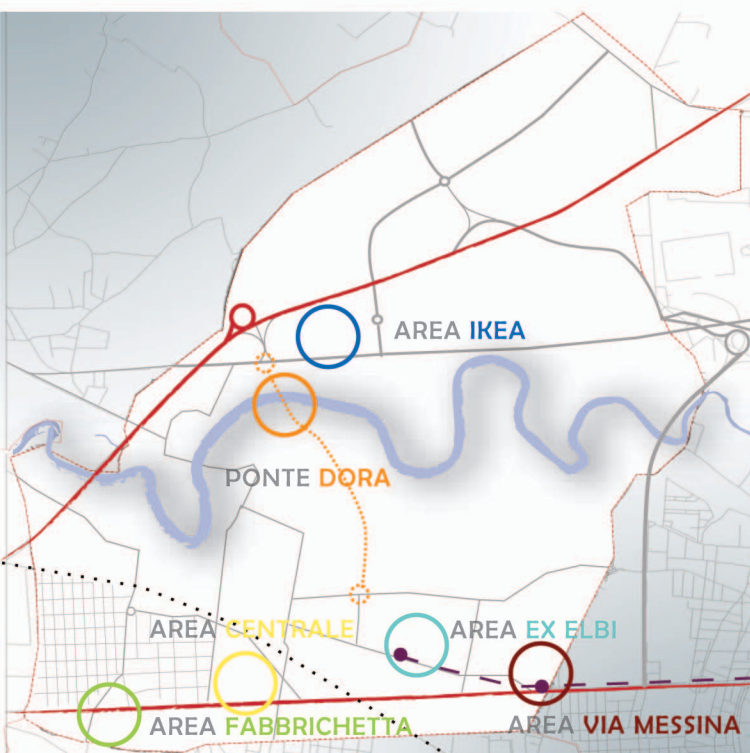 AREA IKEA
PONTE DORA
AREA CENTRALE
AREA EX ELBI
AREA FABBRICHETTA
AREA VIA MESSINA